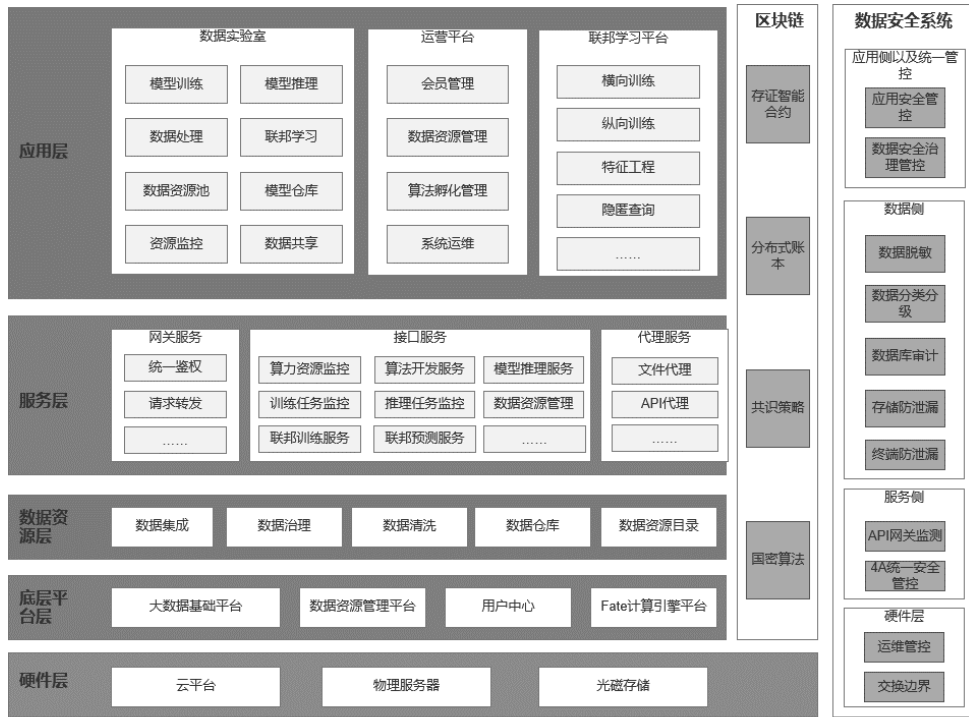 应用层
数据实验室
模型训练
模型推理
数据处理
联邦学习
数据资源池
模型仓库
资源监控
数据共享
运营平台
会员管理
数据资源管理
算法孵化管理
系统运维
联邦学习平台
横向训练
纵向训练
特征工程
隐匿查询
……
服务层
网关服务
统一鉴权
请求转发
……
接口服务
算力资源监控
算法开发服务
模型推理服务
训练任务监控
推理任务监控
数据资源管理
联邦训练服务
联邦预测服务
……
代理服务
文件代理
API代理
……
数据资
源层
数据集成
数据治理
数据清洗
数据仓库
数据资源目录
底层平
台层
大数据基础平台
数据资源管理平台
用户中心
Fate计算引擎平台
硬件层
云平台
物理服务器
光磁存储
区块链
存证智能
合约
分布式账
本
共识策略
国密算法
数据安全系统
应用侧以及统一管
控
应用安全管
控
数据安全治
理管控
数据侧
数据脱敏
数据分类分
级
数据库审计
存储防泄漏
终端防泄漏
服务侧
API网关监测
4A统一安全
管控
硬件层
运维管控
交换边界